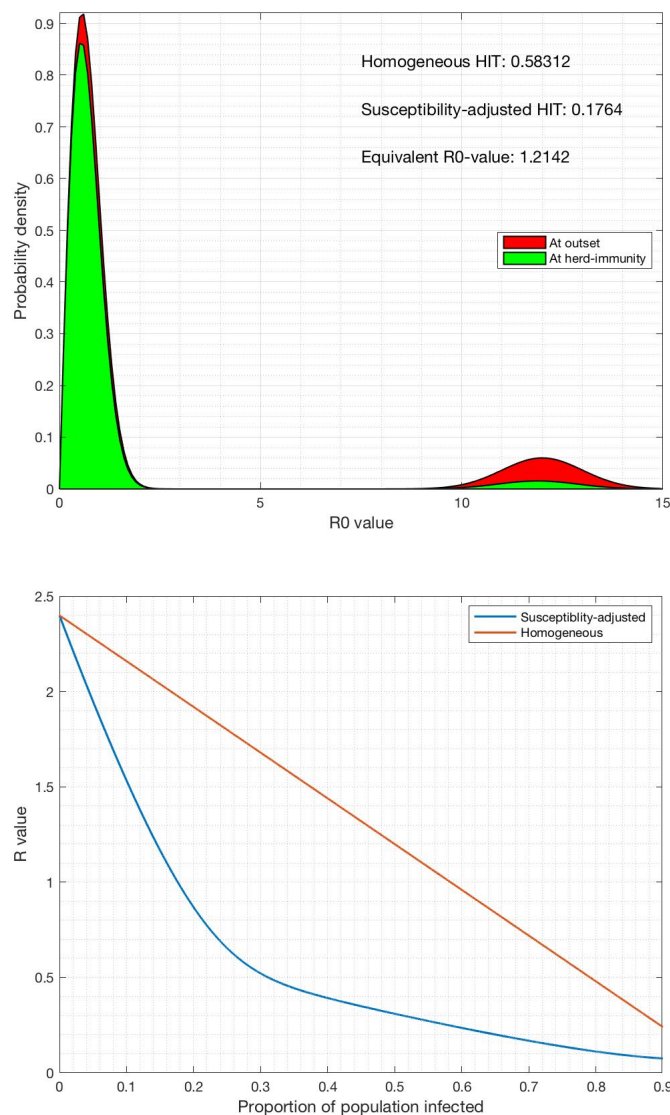 0.9
0.8
0.7
0.6
0.5
0.4
0.3
0.2
0.1
0
Probability density
Homogeneous HIT: 0.58312
Susceptibility-adjusted HIT: 0.1764
Equivalent R0-value: 1.2142
At outset
At herd-immunity
0 5 10 15
R0 value
2.5
2
1.5
1
0.5
0
R value
Susceptiblity-adjusted
Homogeneous
0 0.1 0.2 0.3 0.4 0.5 0.6 0.7 0.8 0.9
Proportion of population infected